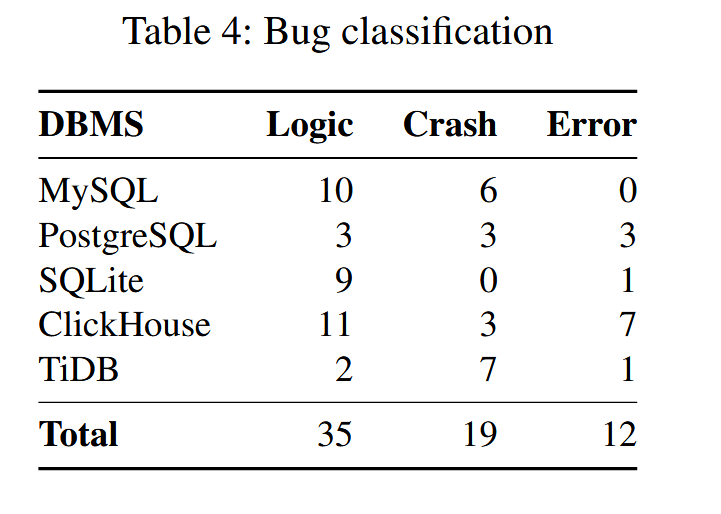 Table 4: Bug classification
DBMS Logic Crash Error
MySQL 10 6 0
PostgreSQL 3 3 3
SQLite 9 0 1
ClickHouse 11 3 7
TiDB 2 7 1
Total 35 19 12